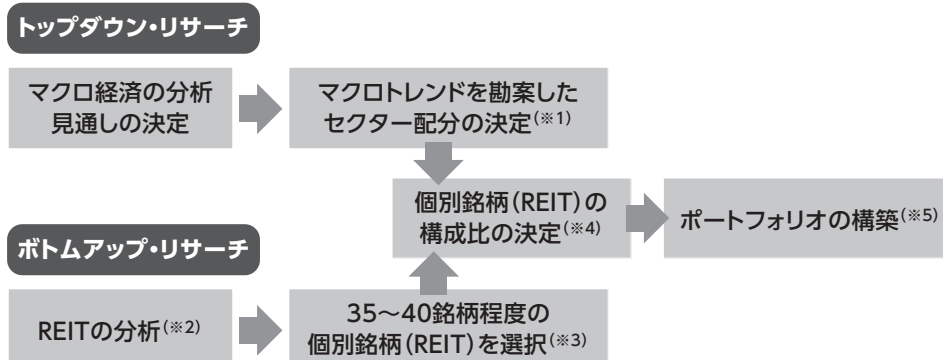 トップダウン・リサーチ
マクロ経済の分析
見通しの決定
マクロトレンドを勘案した
セクター配分の決定(※1)
個別銘柄(REIT)の
構成比の決定(※4)
ポートフォリオの構築(※5)
ボトムアップ・リサーチ
REITの分析(※2)
35〜40銘柄程度の
個別銘柄(REIT)を選択(※3)